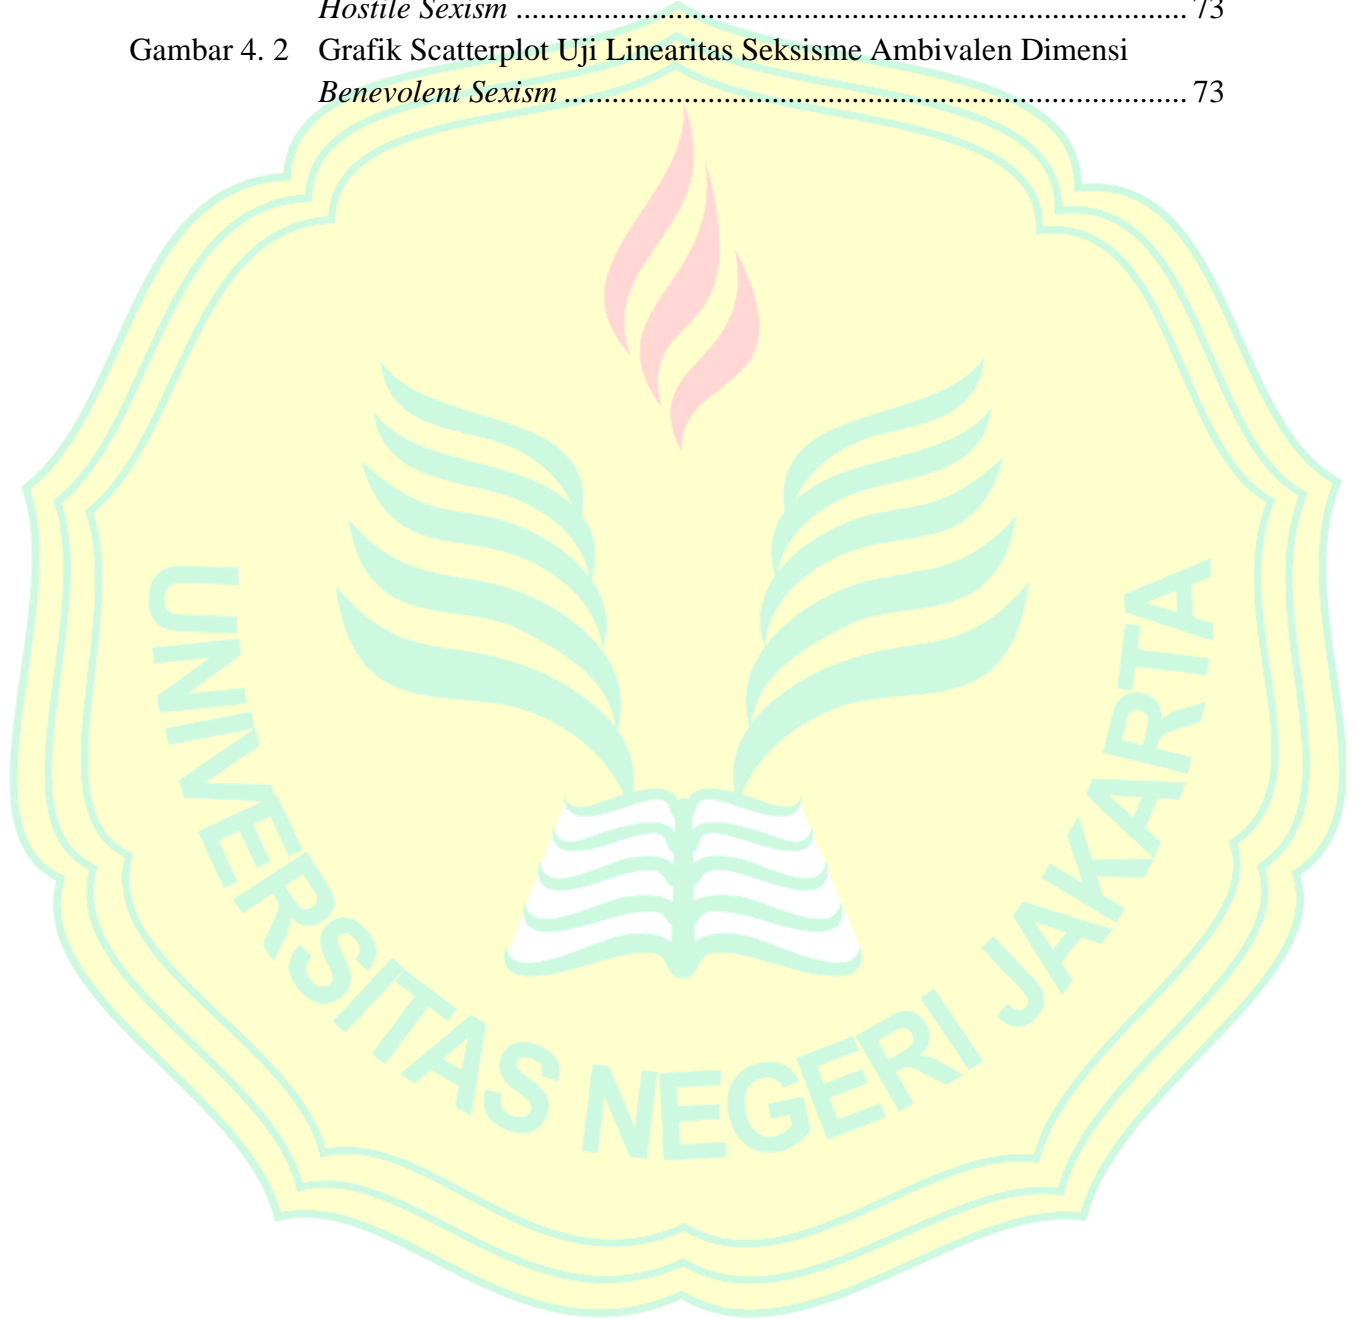 Hostile Sexism .................................................................................... 73
Gambar 4. 2 Grafik Scatterplot Uji Linearitas Seksisme Ambivalen Dimensi
Benevolent Sexism .............................................................................. 73
UNIVERSITAS NEGERI JAKARTA